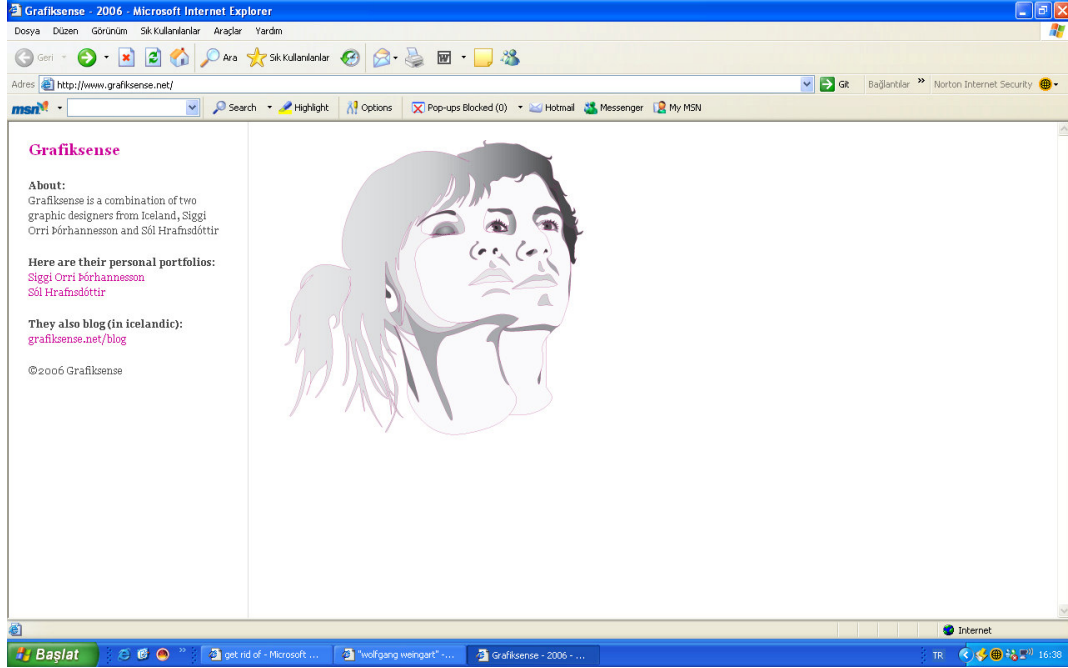 Grafiksense - 2006 - Microsoft Internet Explorer
Dosya Düzen Görünüm Sık Kullanılanlar Araçlar Yardım
Geri Ara Sık Kullanılanlar
Adres http://www.grafiksense.net/ Git Bağlantılar » Norton Internet Security
msn Search Highlight Options Pop-ups Blocked (0) Hotmail Messenger My MSN
Grafiksense
About:
Grafiksense is a combination of two
graphic designers from Iceland, Siggi
Orri Þórhannesson and Sól Hrafnsdóttir
Here are their personal portfolios:
Siggi Orri Þórhannesson
Sól Hrafnsdóttir
They also blog (in icelandic):
grafiksense.net/blog
©2006 Grafiksense
Internet
Başlat » get rid of - Microsoft ... "wolfgang weingart" -... Grafiksense - 2006 - ... TR 16:38